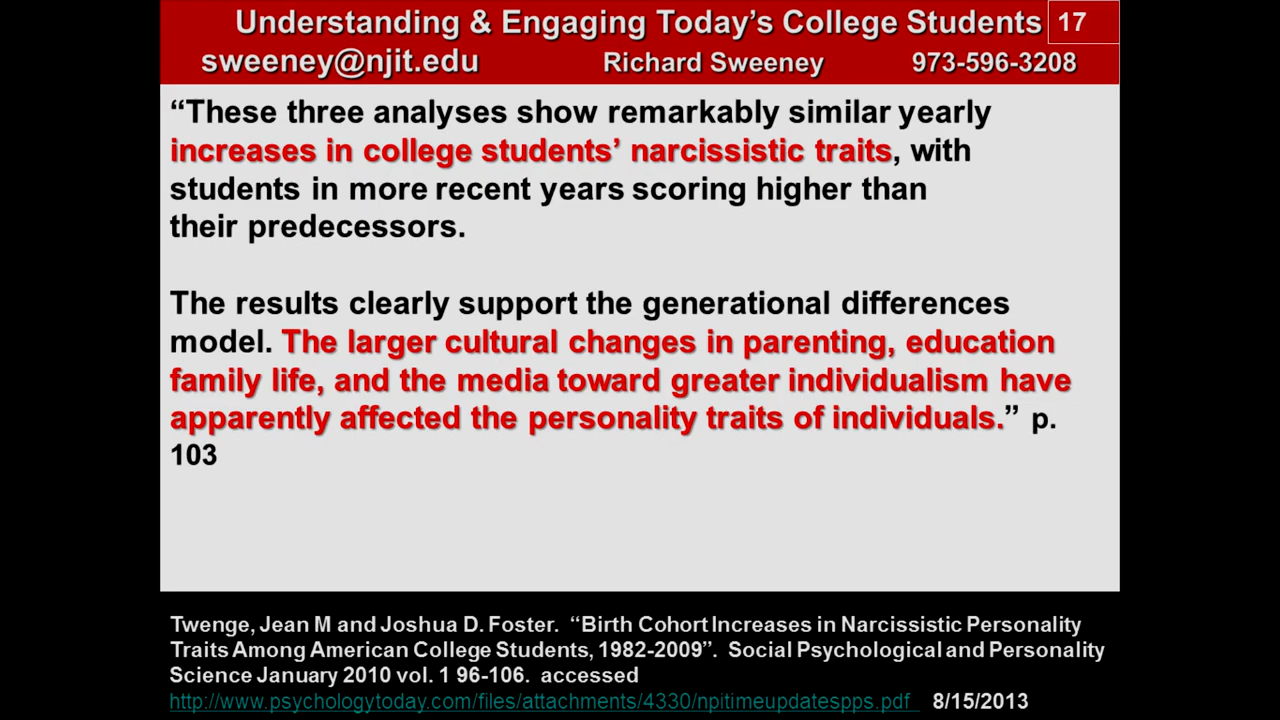 Understanding & Engaging Today’s College Students 17
sweeney@njit.edu Richard Sweeney 973-596-3208
“These three analyses show remarkably similar yearly
increases in college students’ narcissistic traits, with
students in more recent years scoring higher than
their predecessors.
The results clearly support the generational differences
model. The larger cultural changes in parenting, education
family life, and the media toward greater individualism have
apparently affected the personality traits of individuals.” p.
103
Twenge, Jean M and Joshua D. Foster. “Birth Cohort Increases in Narcissistic Personality
Traits Among American College Students, 1982-2009”. Social Psychological and Personality
Science January 2010 vol. 1 96-106. accessed
http://www.psychologytoday.com/files/attachments/4330/npitimeupdatespps.pdf 8/15/2013